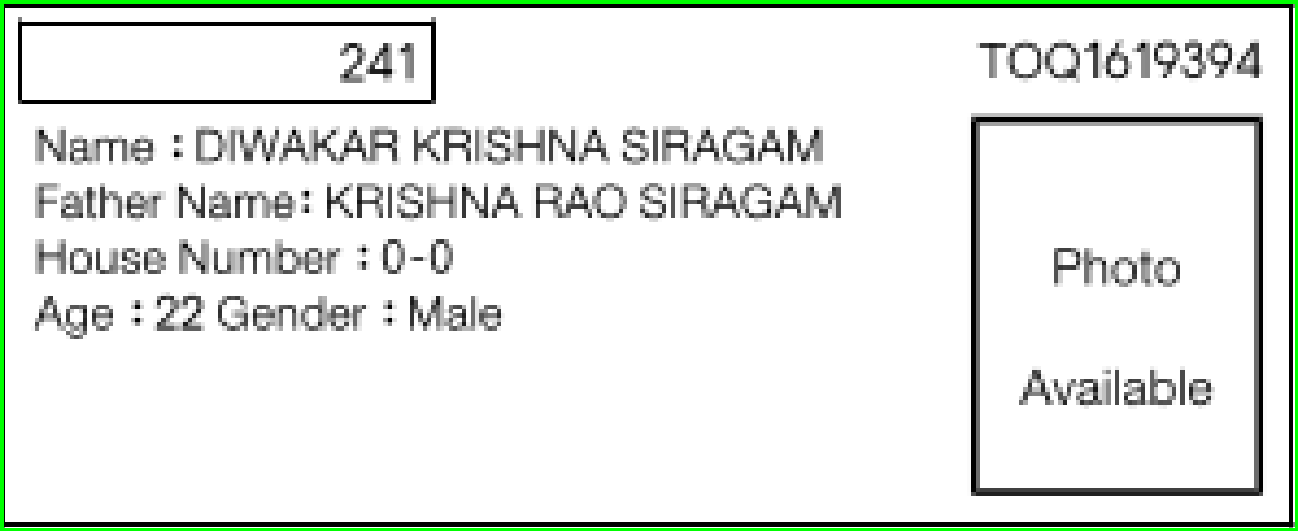 241
TOQ1619394
Name : DIWAKAR KRISHNA SIRAGAM
Father Name: KRISHNA RAO SIRAGAM
House Number : 0-0
Age : 22 Gender : Male
Photo
Available